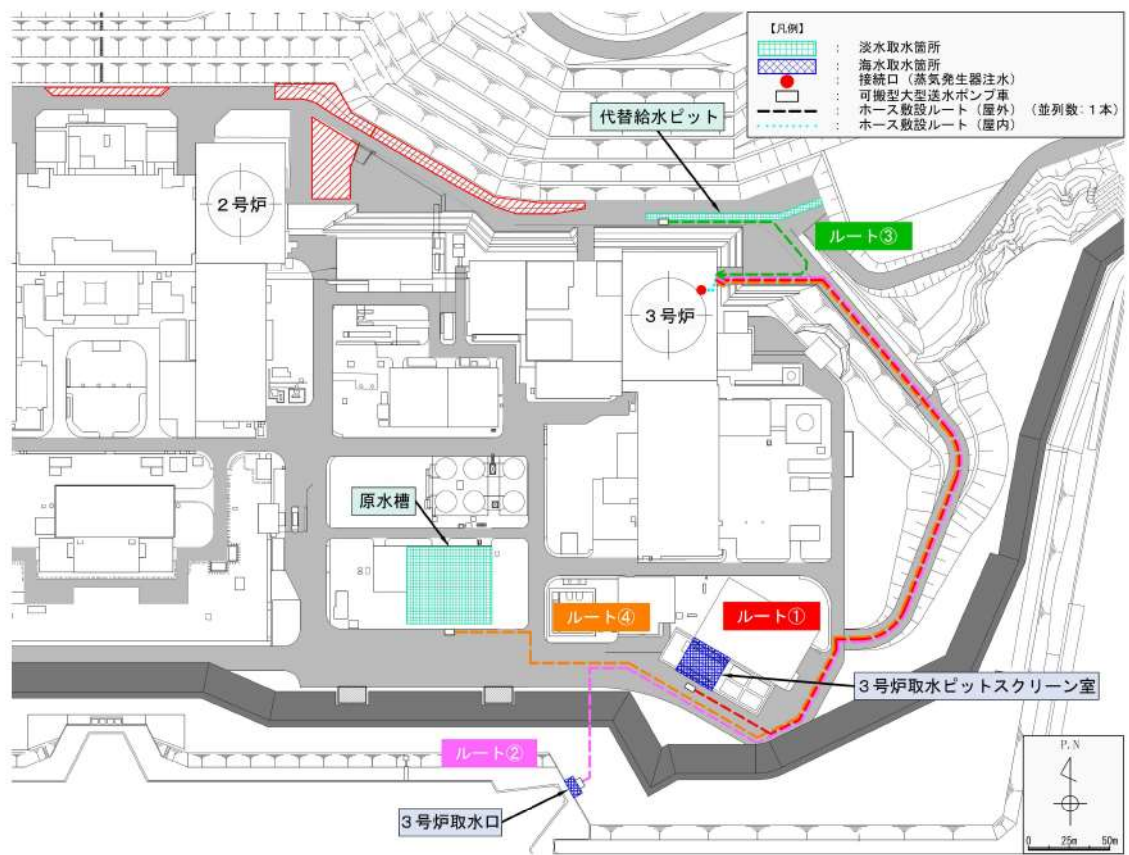 【凡例】
： 淡水取水箇所
： 海水取水箇所
： 接続口（蒸気発生器注水）
： 可搬型大型送水ポンプ車
： ホース敷設ルート（屋外）（並列数：1本）
： ホース敷設ルート（屋内）
代替給水ピット
2号炉
ルート③
3号炉
原水槽
ルート④
ルート①
3号炉取水ピットスクリーン室
ルート②
3号炉取水口
P.N
0 25m 50m